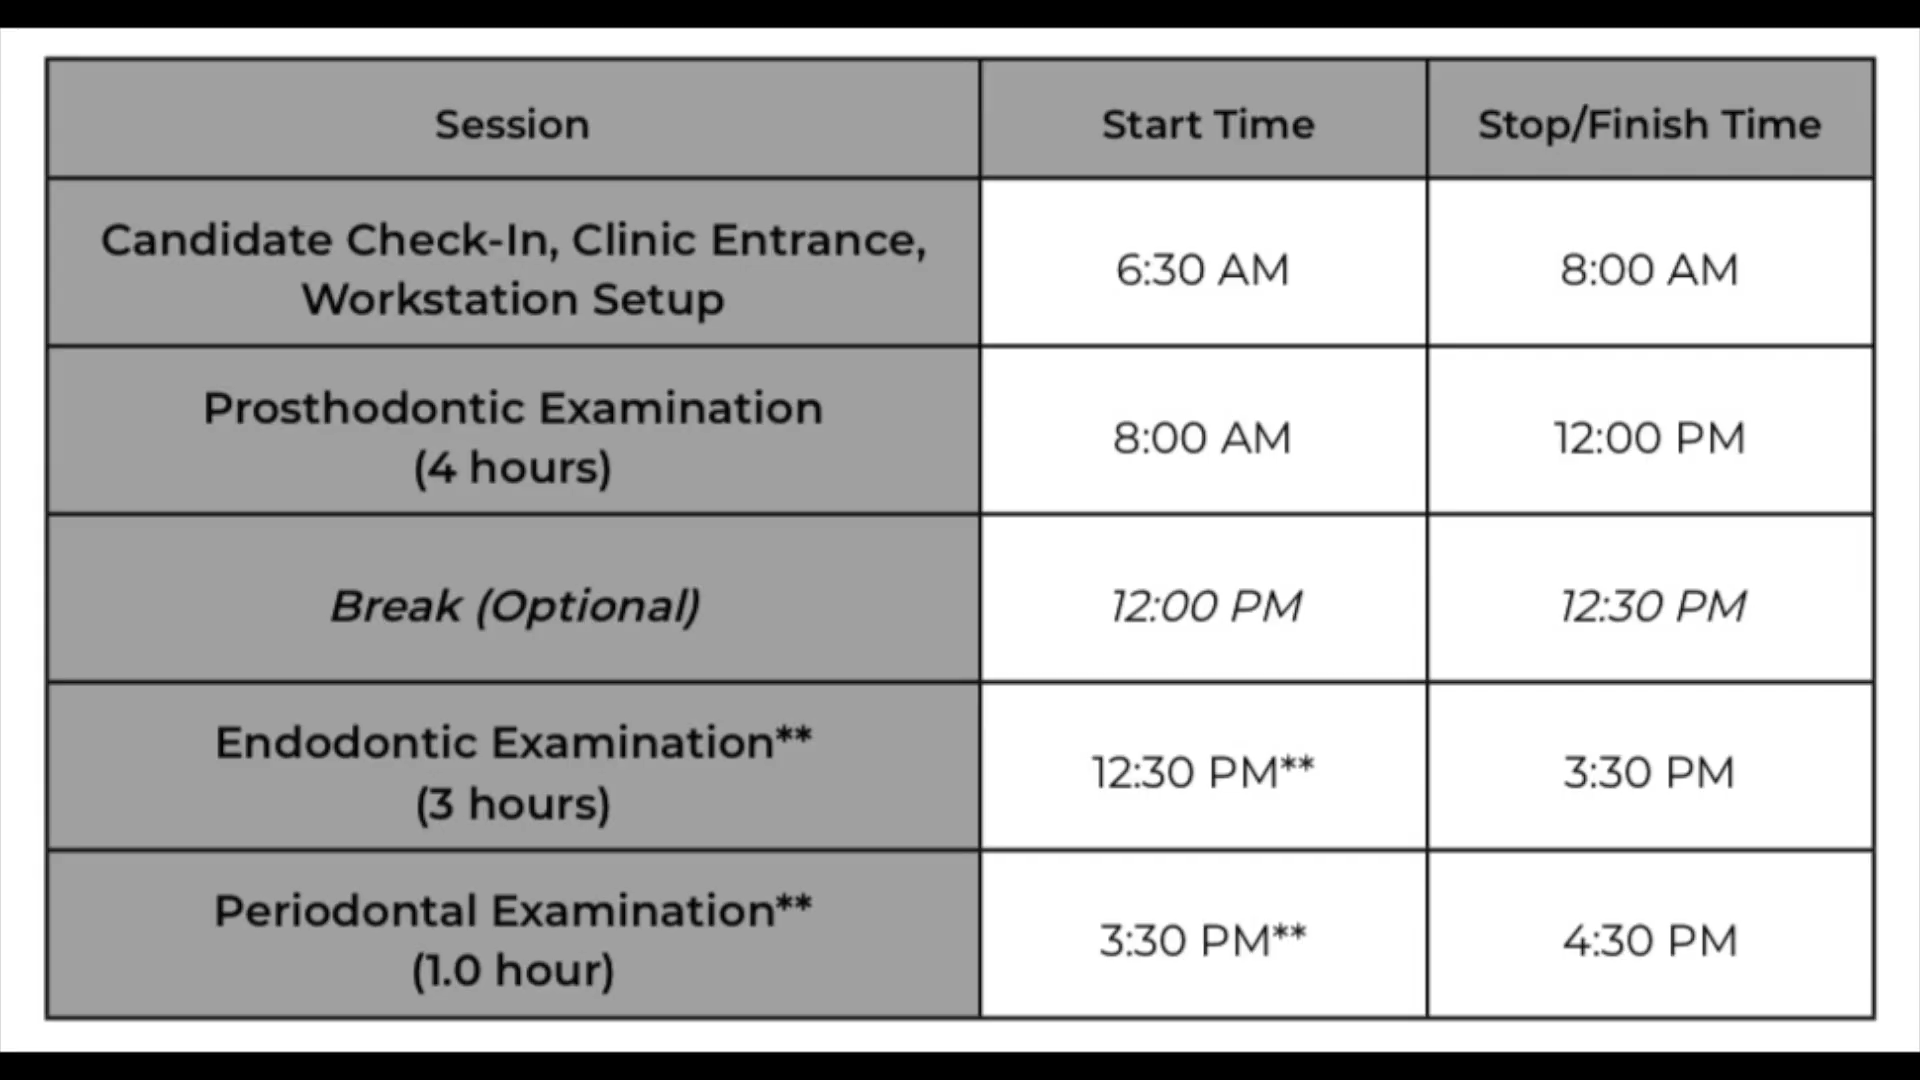 Session Start Time Stop/Finish Time
Candidate Check-In, Clinic Entrance,
Workstation Setup
6:30 AM 8:00 AM
Prosthodontic Examination
(4 hours)
8:00 AM 12:00 PM
Break (Optional) 12:00 PM 12:30 PM
Endodontic Examination**
(3 hours)
12:30 PM** 3:30 PM
Periodontal Examination**
(1.0 hour)
3:30 PM** 4:30 PM